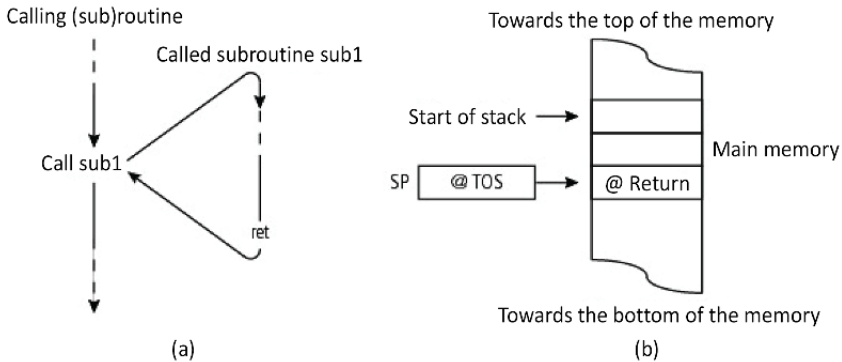 Calling (sub)routine
Called subroutine sub1
Call sub1
ret
(a)
Towards the top of the memory
Start of stack
Main memory
SP
@ TOS
@ Return
Towards the bottom of the memory
(b)